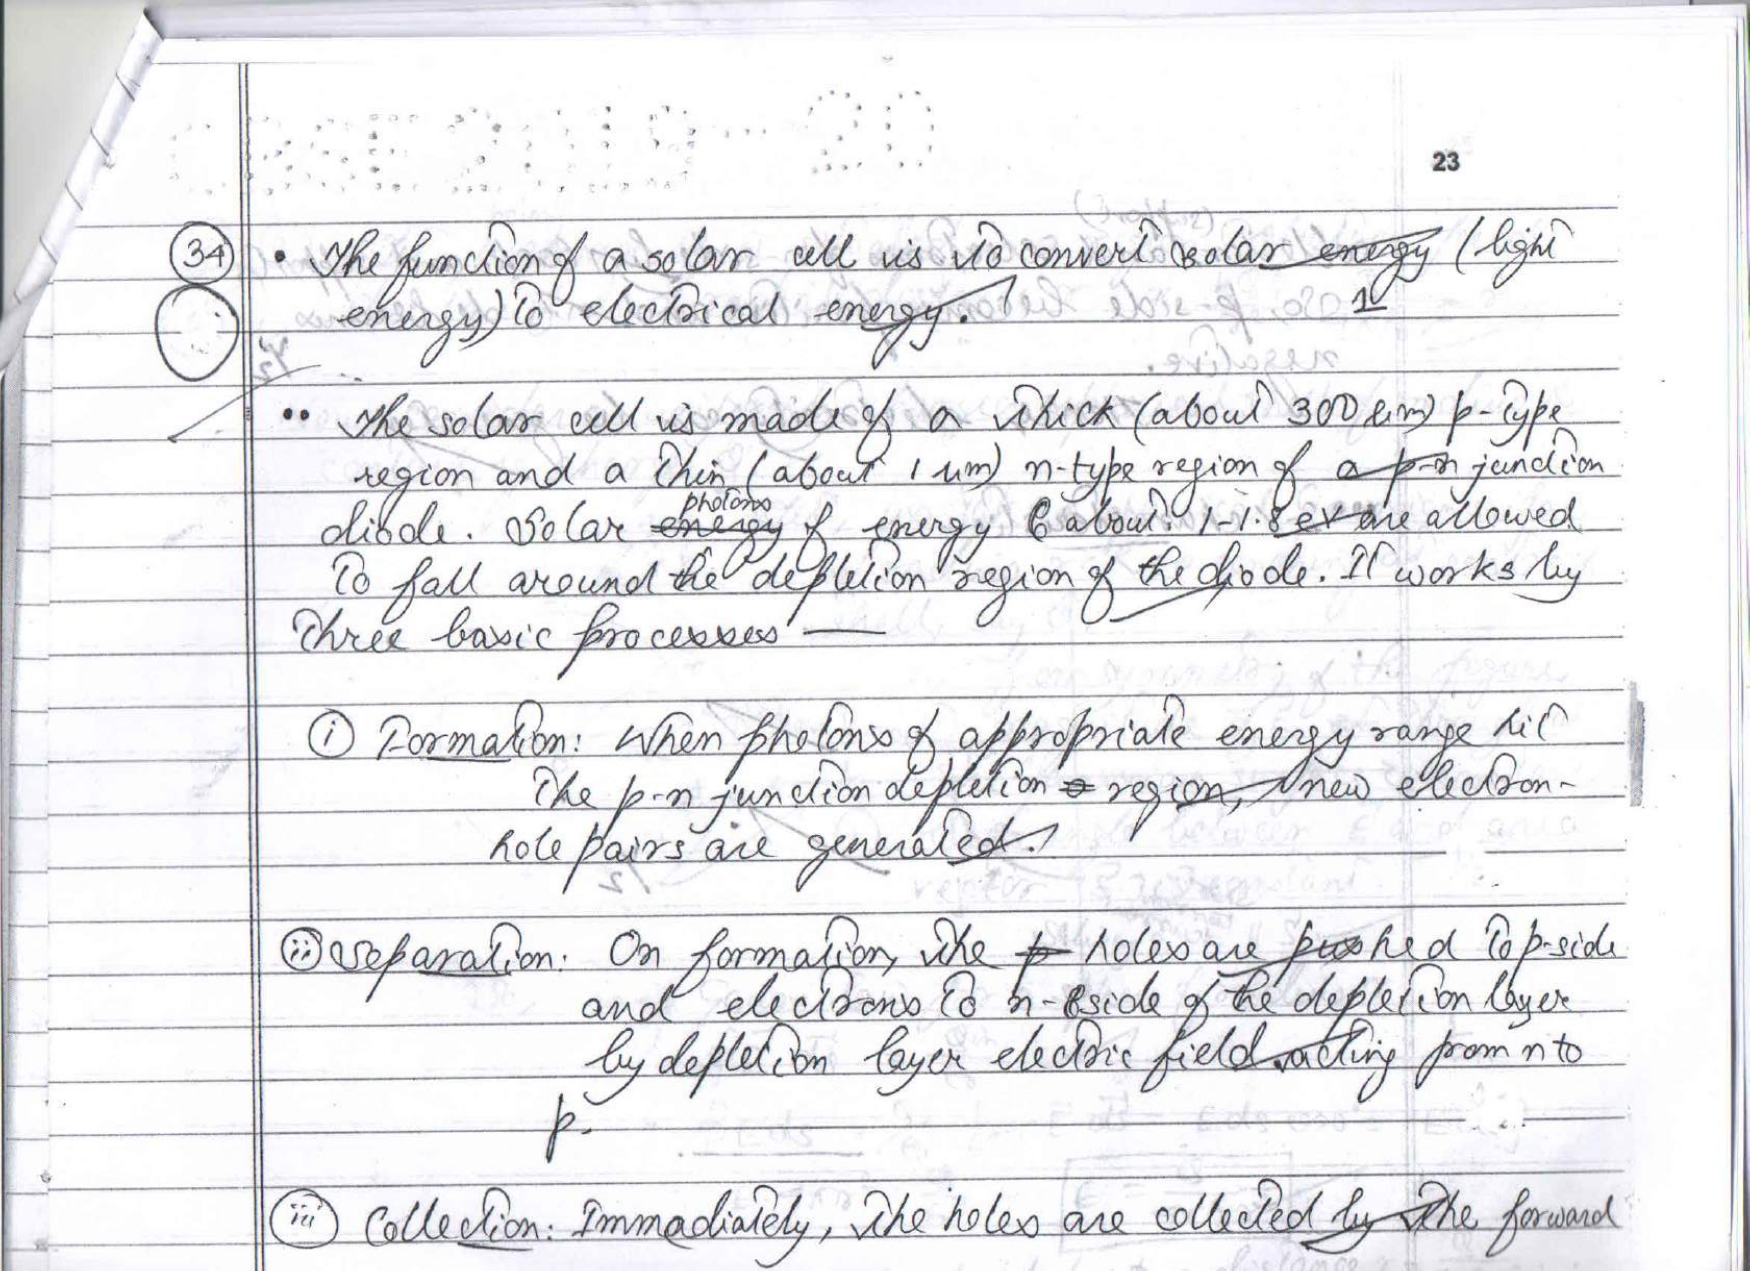 23
34 • The function of a solar cell is to convert solar energy (light
energy) to electrical energy.
1
•• The solar cell is made of a thick (about 300 µm) p-type
region and a thin (about 1 µm) n-type region of a p-n junction
diode. Solar energy photons of energy about 1-1.8 eV are allowed
to fall around the depletion region of the diode. It works by
three basic processes —
(i) Formation: When photons of appropriate energy range hit
the p-n junction depletion region, new electron-
hole pairs are generated.
(ii) Separation: On formation, the p holes are pushed to p-side
and electrons to n-side of the depletion layer
by depletion layer electric field acting from n to
p.
(iii) Collection: Immadiately, the holes are collected by the forward